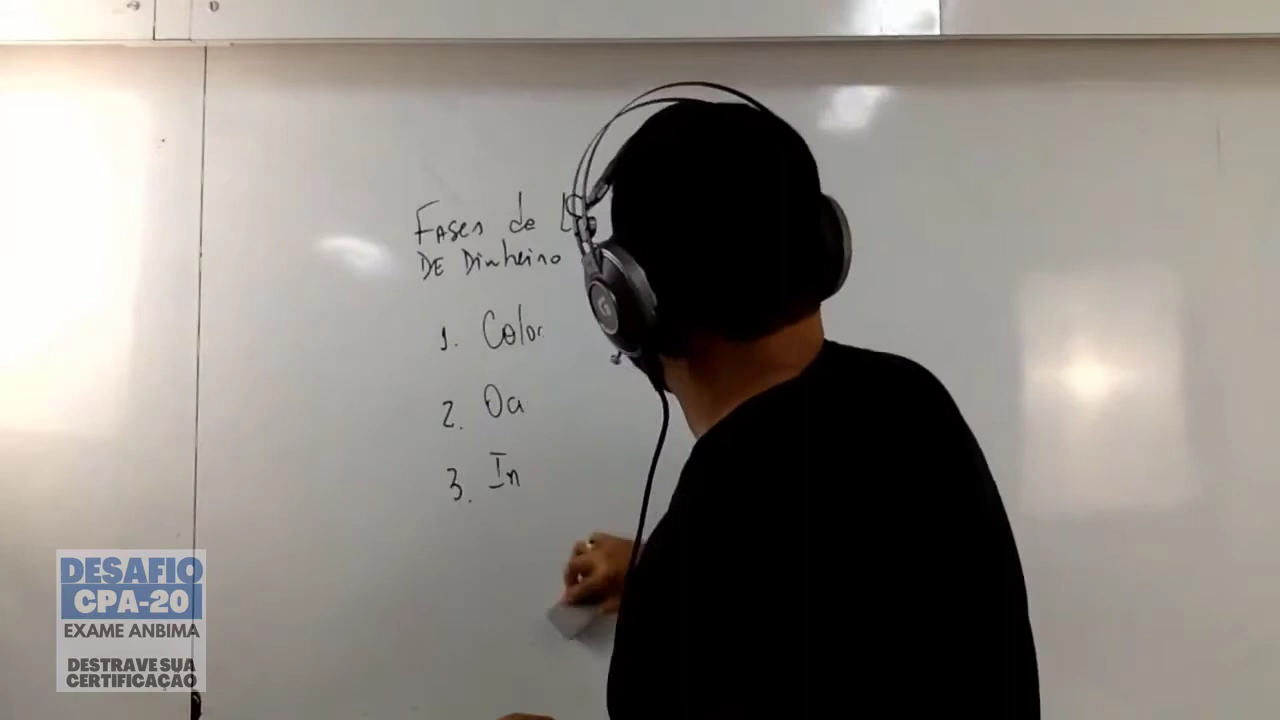 Fases de L
DE Dinheiro
1. Color
2. Oa
3. In
DESAFIO
CPA-20
EXAME ANBIMA
DESTRAVE SUA
CERTIFICAÇÃO